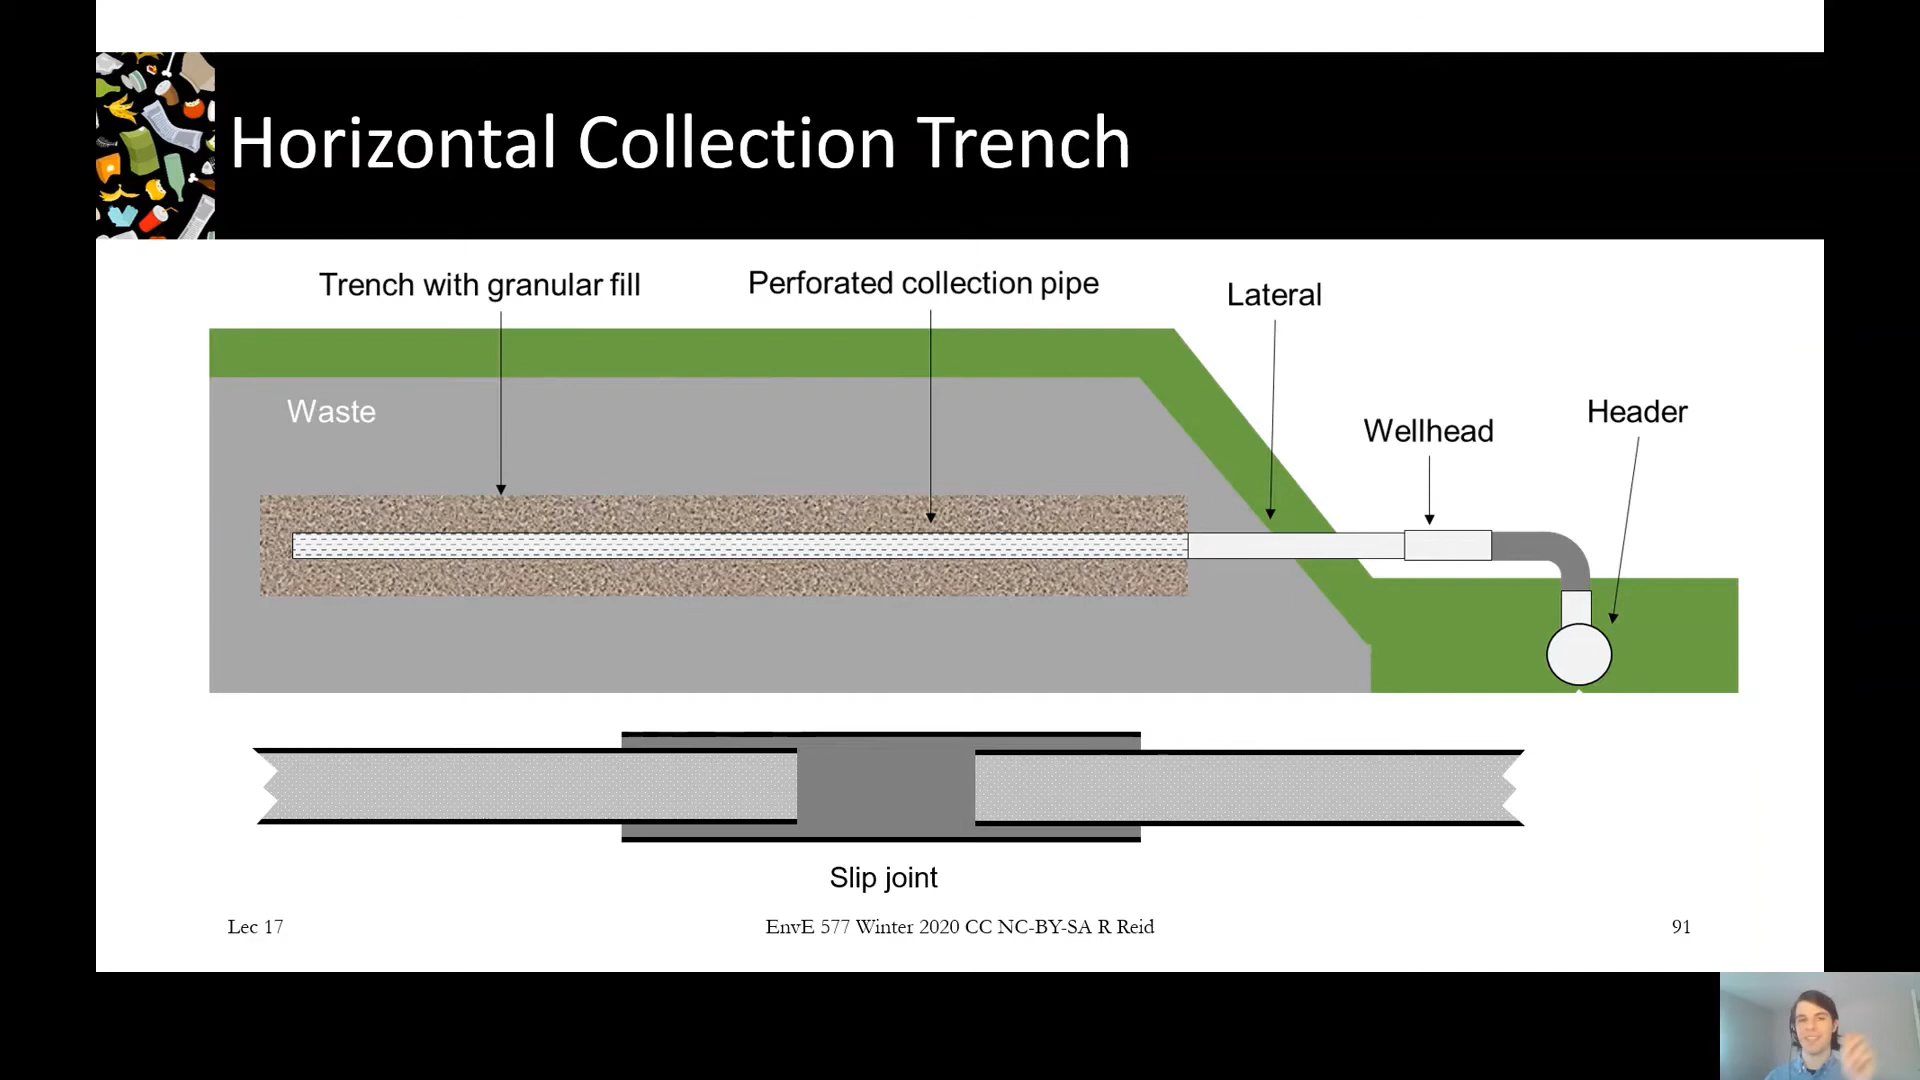 Horizontal Collection Trench
Trench with granular fill
Perforated collection pipe
Lateral
Waste
Wellhead
Header
Slip joint
Lec 17
EnvE 577 Winter 2020 CC NC-BY-SA R Reid
91